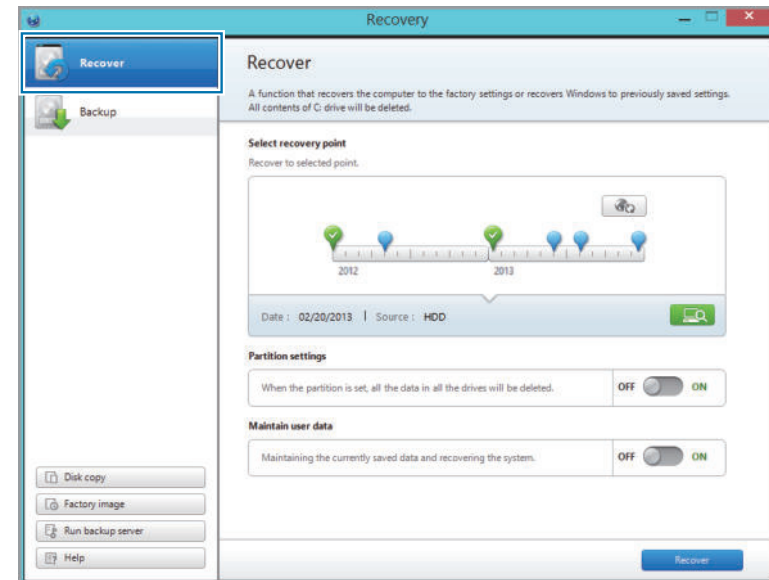 Recovery
Recover
Backup
Disk copy
Factory image
Run backup server
Help
Recover
A function that recovers the computer to the factory settings or recovers Windows to previously saved settings.
All contents of C: drive will be deleted.
Select recovery point
Recover to selected point.
2012 2013
Date : 02/20/2013 | Source : HDD
Partition settings
When the partition is set, all the data in all the drives will be deleted. OFF ON
Maintain user data
Maintaining the currently saved data and recovering the system. OFF ON
Recover